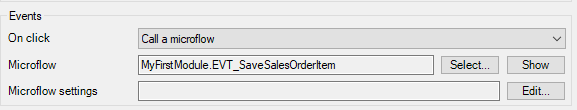 Events
On click Call a microflow
Microflow MyFirstModule.EVT_SaveSalesOrderItem Select... Show
Microflow settings Edit...